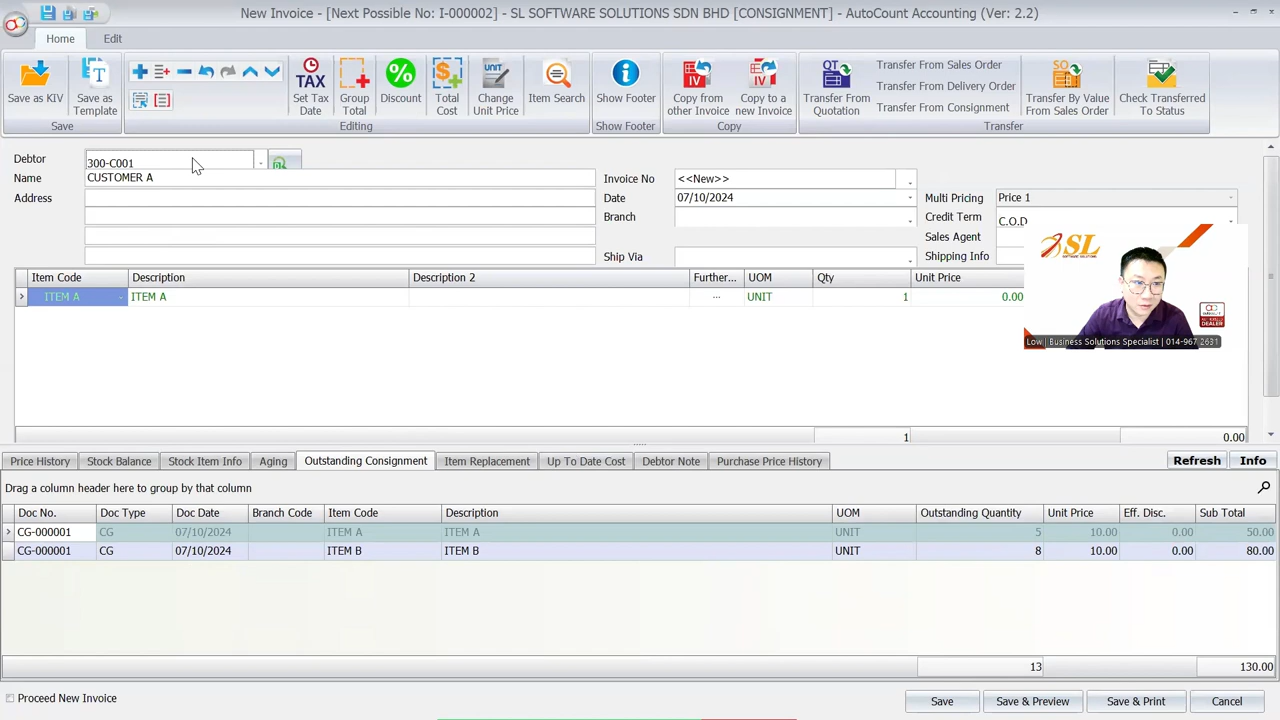 New Invoice - [Next Possible No: I-000002] - SL SOFTWARE SOLUTIONS SDN BHD [CONSIGNMENT] - AutoCount Accounting (Ver: 2.2)
Home Edit
Save as KIV
Save as Template
Save
Set Tax Date
Group Total
Discount
Total Cost
Change Unit Price
Item Search
Editing
Show Footer
Show Footer
Copy from other Invoice
Copy to a new Invoice
Copy
Transfer From Quotation
Transfer From Sales Order
Transfer From Delivery Order
Transfer From Consignment
Transfer By Value From Sales Order
Check Transferred To Status
Transfer
Debtor 300-C001
Name CUSTOMER A
Address
Invoice No <<New>>
Date 07/10/2024
Branch
Ship Via
Multi Pricing Price 1
Credit Term C.O.D
Sales Agent
Shipping Info
SL
SOFTWARE SOLUTIONS
Low | Business Solutions Specialist | 014-967 2631
Item Code Description Description 2 Further... UOM Qty Unit Price
ITEM A ITEM A ... UNIT 1 0.00
1 0.00
Price History Stock Balance Stock Item Info Aging Outstanding Consignment Item Replacement Up To Date Cost Debtor Note Purchase Price History Refresh Info
Drag a column header here to group by that column
Doc No. Doc Type Doc Date Branch Code Item Code Description UOM Outstanding Quantity Unit Price Eff. Disc. Sub Total
CG-000001 CG 07/10/2024 ITEM A ITEM A UNIT 5 10.00 0.00 50.00
CG-000001 CG 07/10/2024 ITEM B ITEM B UNIT 8 10.00 0.00 80.00
13 130.00
Proceed New Invoice
Save Save & Preview Save & Print Cancel